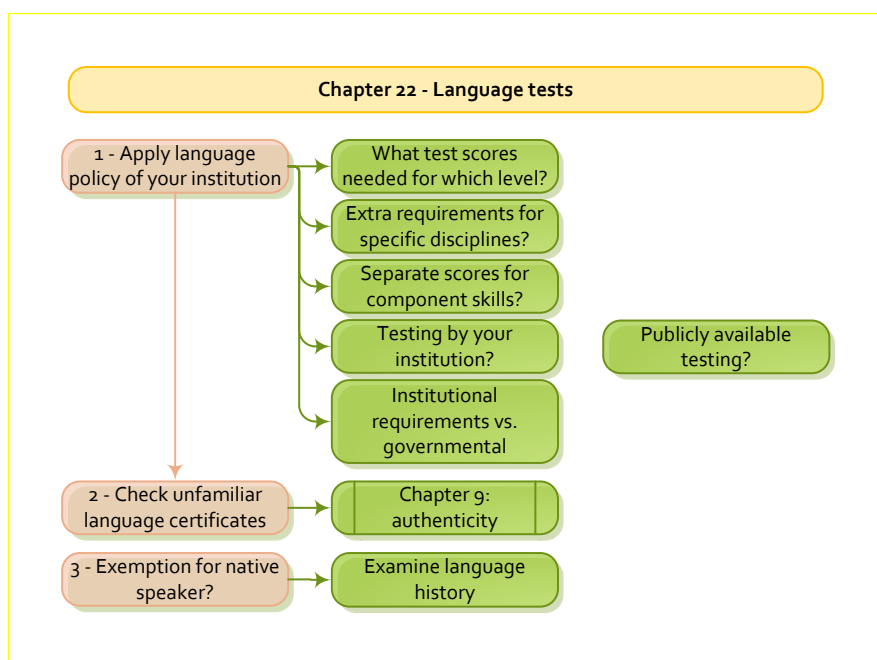 Chapter 22 - Language tests
1 - Apply language
policy of your institution
What test scores
needed for which level?
Extra requirements for
specific disciplines?
Separate scores for
component skills?
Testing by your
institution?
Publicly available
testing?
Institutional
requirements vs.
governmental
2 - Check unfamiliar
language certificates
Chapter 9:
authenticity
3 - Exemption for native
speaker?
Examine language
history